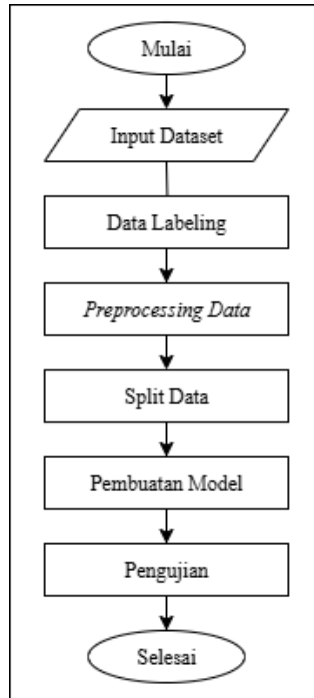 Mulai
Input Dataset
Data Labeling
Preprocessing Data
Split Data
Pembuatan Model
Pengujian
Selesai